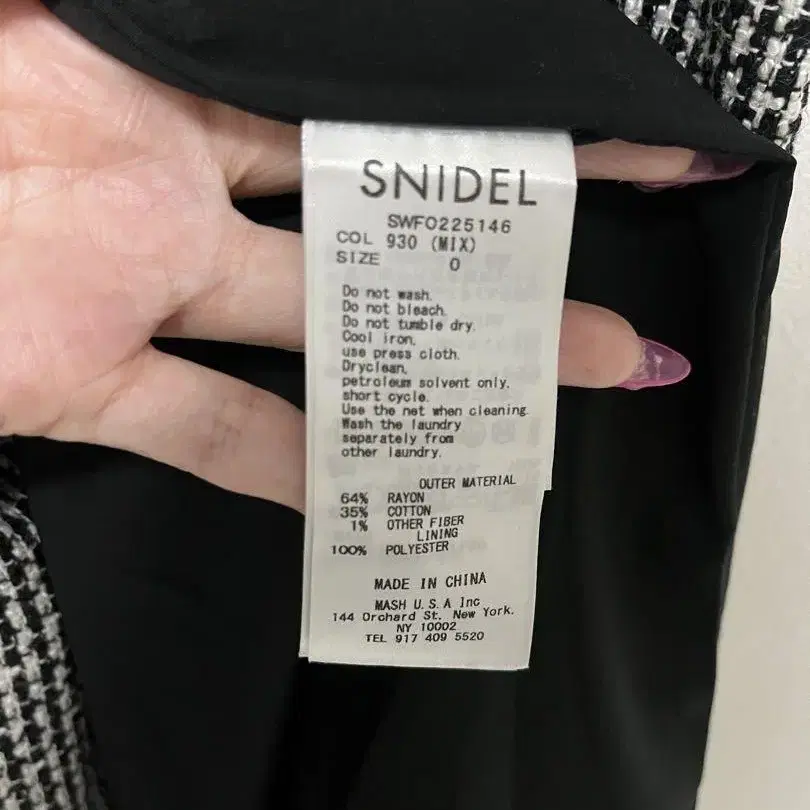 SNIDEL
SWFO225146
COL 930 (MIX)
SIZE 0
Do not wash.
Do not bleach.
Do not tumble dry.
Cool iron,
use press cloth.
Dryclean,
petroleum solvent only,
short cycle.
Use the net when cleaning.
Wash the laundry
separately from
other laundry.
OUTER MATERIAL
64% RAYON
35% COTTON
1% OTHER FIBER
LINING
100% POLYESTER
MADE IN CHINA
MASH U.S.A Inc
144 Orchard St, New York.
NY 10002
TEL 917 409 5520